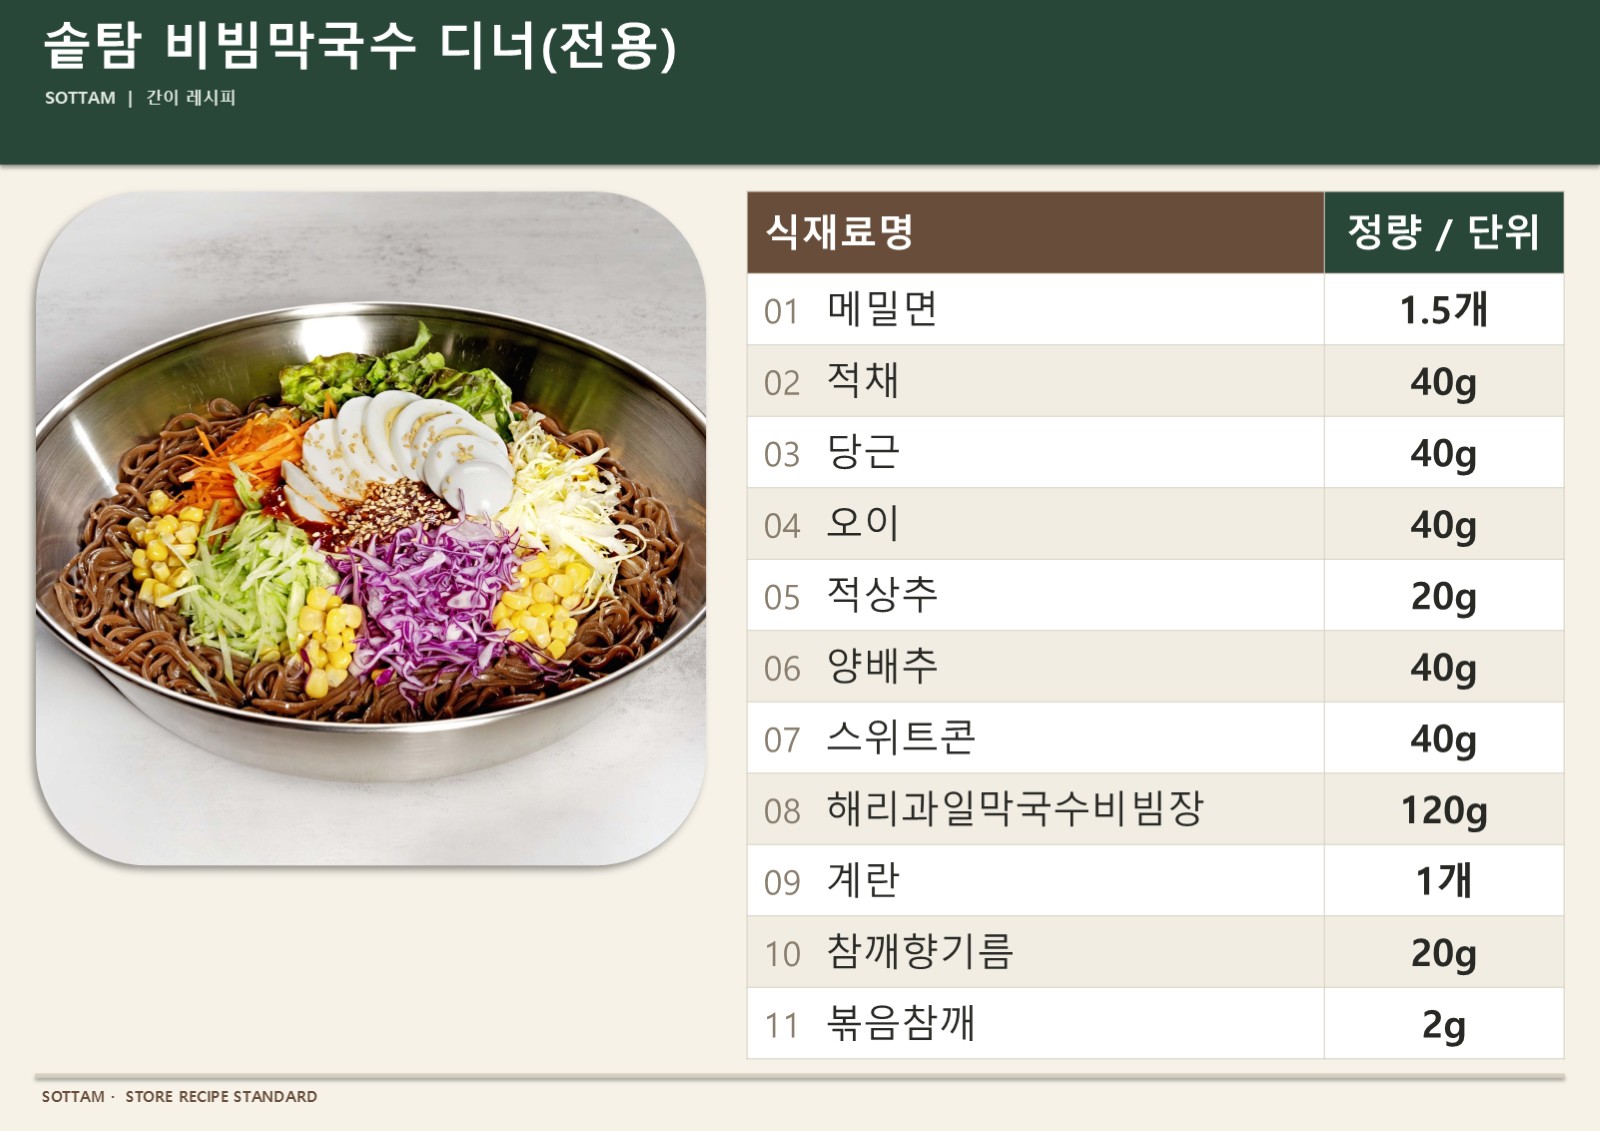 솥탐 비빔막국수 디너(전용)
SOTTAM | 간이 레시피
식재료명 정량 / 단위
01 메밀면 1.5개
02 적채 40g
03 당근 40g
04 오이 40g
05 적상추 20g
06 양배추 40g
07 스위트콘 40g
08 해리과일막국수비빔장 120g
09 계란 1개
10 참깨향기름 20g
11 볶음참깨 2g
SOTTAM · STORE RECIPE STANDARD